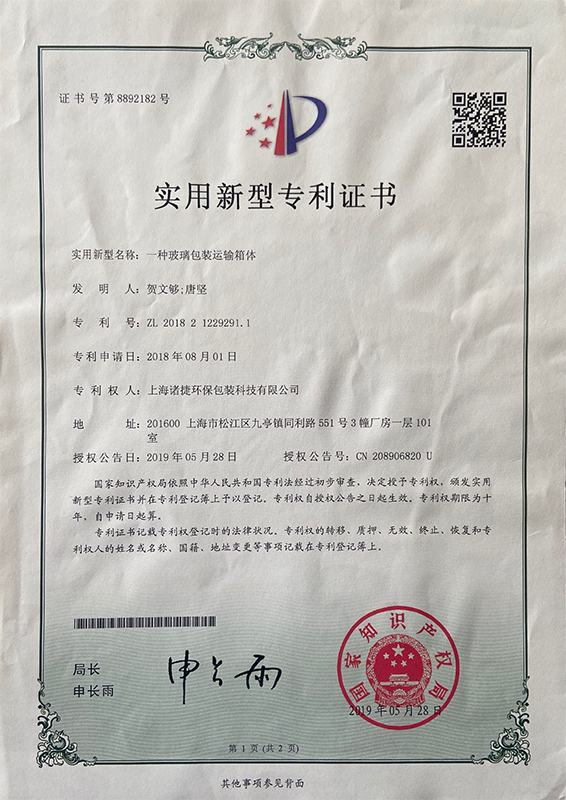 证书号第8892182号
实用新型专利证书
实用新型名称：一种玻璃包装运输箱体
发明人：贺文够;唐坚
专利号：ZL 2018 2 1229291.1
专利申请日：2018年08月01日
专利权人：上海诸捷环保包装科技有限公司
地址：201600 上海市松江区九亭镇同利路551号3幢厂房一层101
室
授权公告日：2019年05月28日 授权公告号：CN 208906820 U
国家知识产权局依照中华人民共和国专利法经过初步审查，决定授予专利权，颁发实用
新型专利证书并在专利登记簿上予以登记。专利权自授权公告之日起生效。专利权期限为十
年，自申请日起算。
专利证书记载专利权登记时的法律状况。专利权的转移、质押、无效、终止、恢复和专
利权人的姓名或名称、国籍、地址变更等事项记载在专利登记簿上。
局长
申长雨
申长雨
国家知识产权局
2019年05月28日
第1页(共2页)
其他事项参见背面